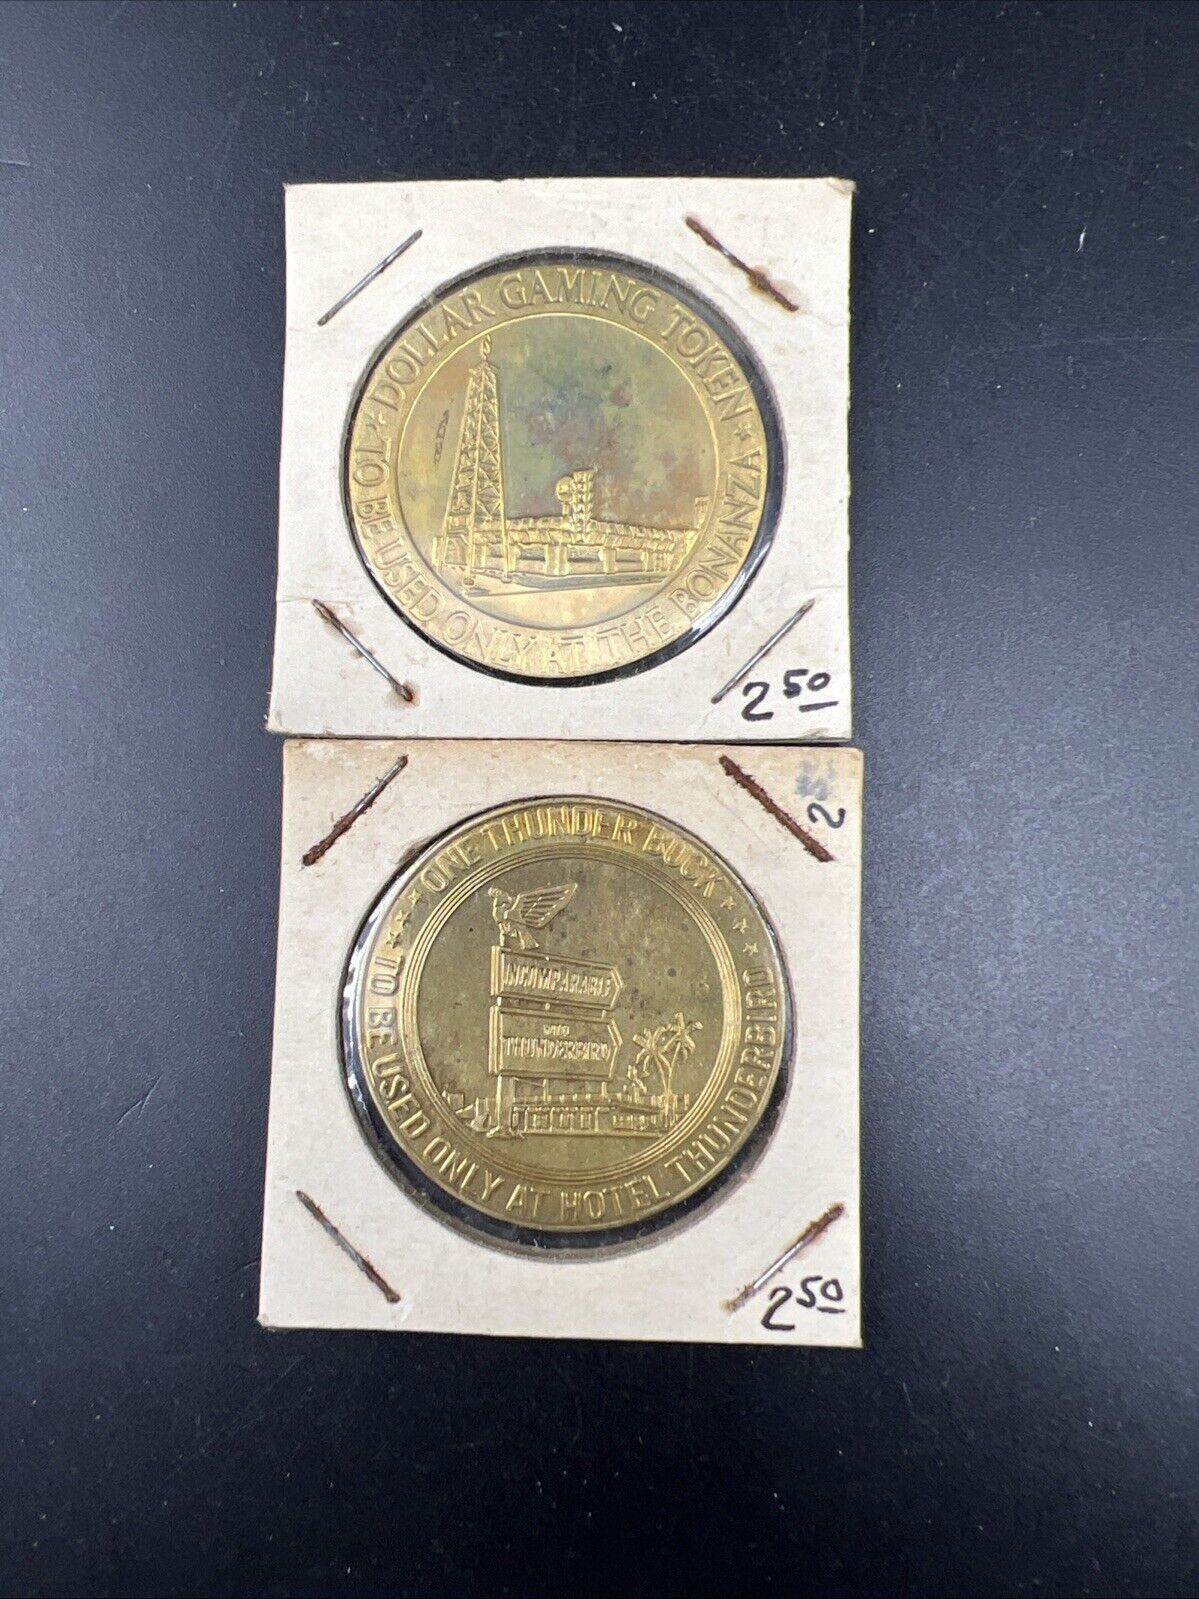 DOLLAR GAMING TOKEN
TO BE USED ONLY AT THE BONANZA
2 50
2
ONE THUNDER BUCK
INCOMPARABLE
THUNDERBIRD
TO BE USED ONLY AT HOTEL THUNDERBIRD
2 50